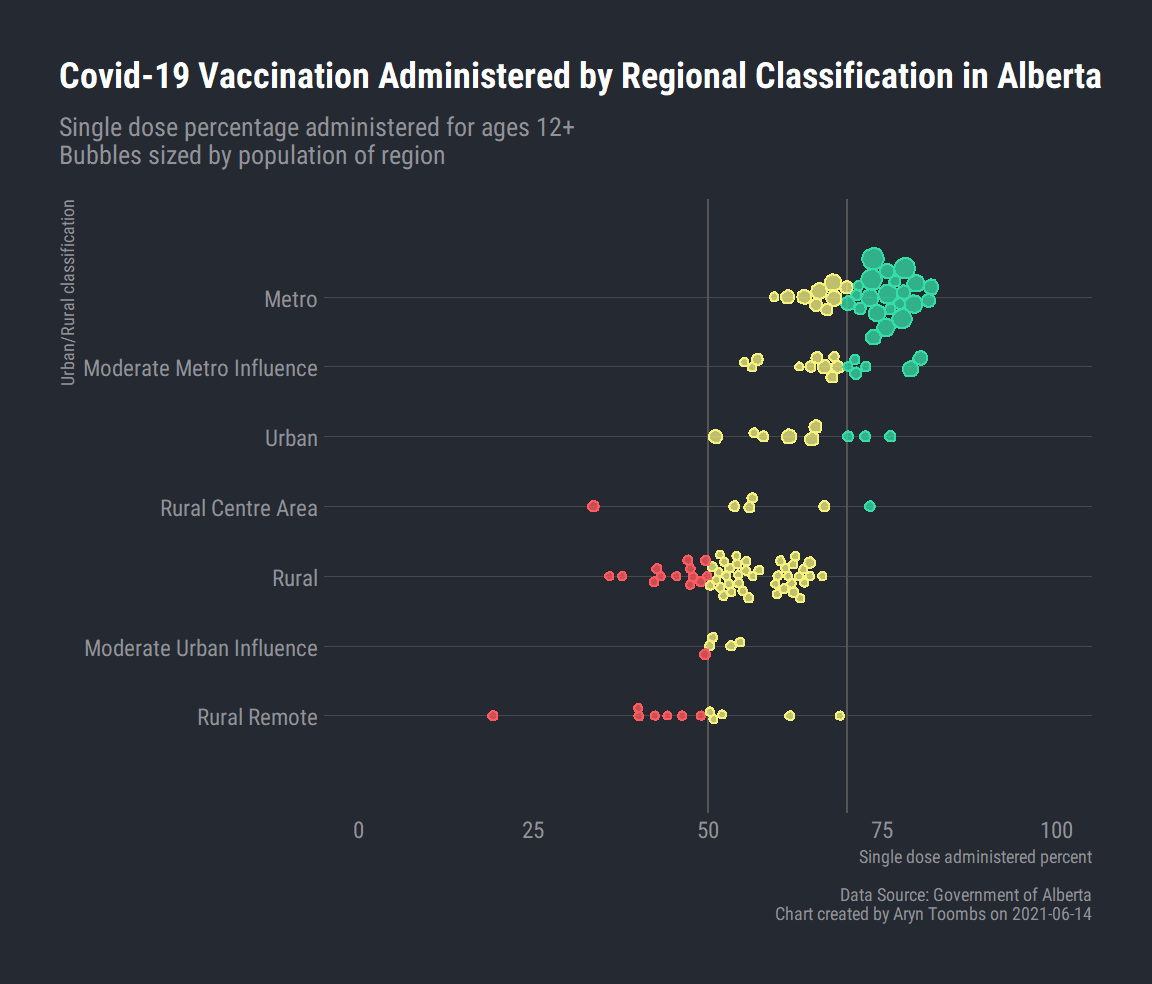 Covid-19 Vaccination Administered by Regional Classification in Alberta
Single dose percentage administered for ages 12+
Bubbles sized by population of region
Urban/Rural classification
Metro
Moderate Metro Influence
Urban
Rural Centre Area
Rural
Moderate Urban Influence
Rural Remote
0 25 50 75 100
Single dose administered percent
Data Source: Government of Alberta
Chart created by Aryn Toombs on 2021-06-14